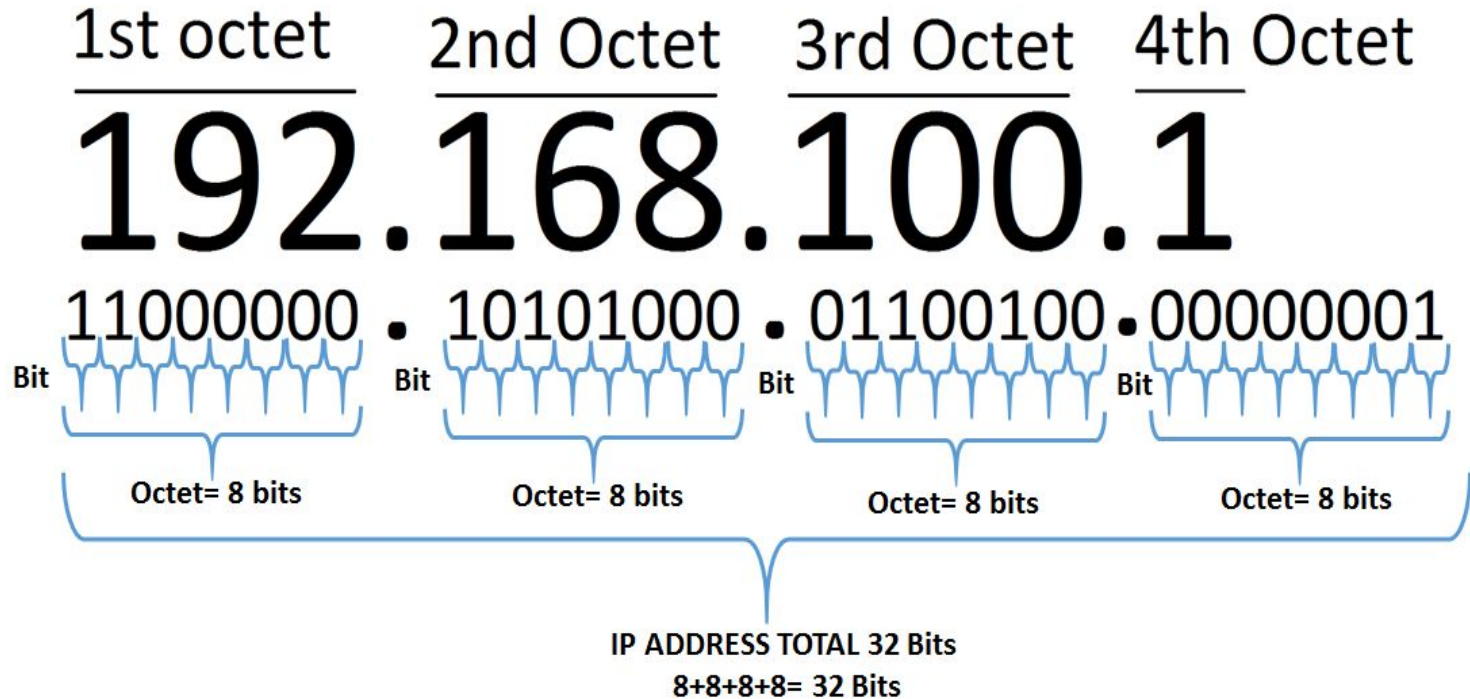 1st octet 2nd Octet 3rd Octet 4th Octet
192.168.100.1
11000000 . 10101000 . 01100100 . 00000001
Bit Bit Bit Bit
Octet= 8 bits Octet= 8 bits Octet= 8 bits Octet= 8 bits
IP ADDRESS TOTAL 32 Bits
8+8+8+8= 32 Bits